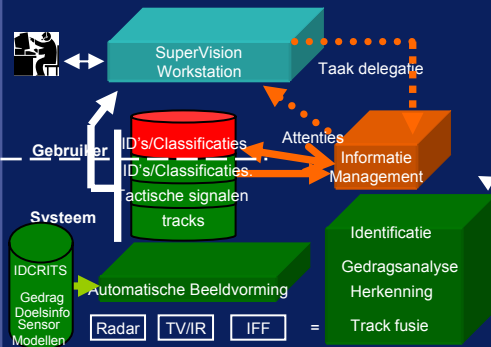 SuperVision
Workstation
Taak delegatie
Attenties
Informatie
Management
Gebruiker
ID's/Classificaties
ID's/Classificaties.
Tactische signalen
tracks
Systeem
IDCRITS
Gedrag
Doelsinfo
Sensor
Modellen
Automatische Beeldvorming
Radar
TV/IR
IFF
=
Identificatie
Gedragsanalyse
Herkenning
Track fusie